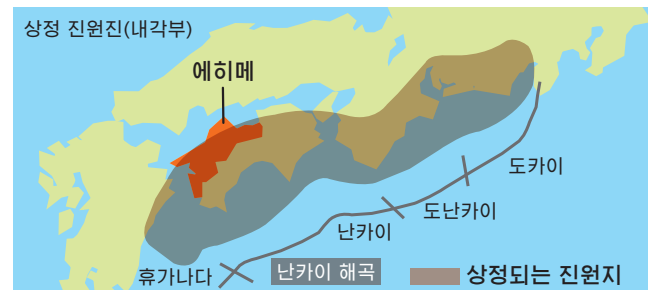 상정 진원진(내각부)
에히메
도카이
도난카이
난카이
휴가나다
난카이 해곡
상정되는 진원지